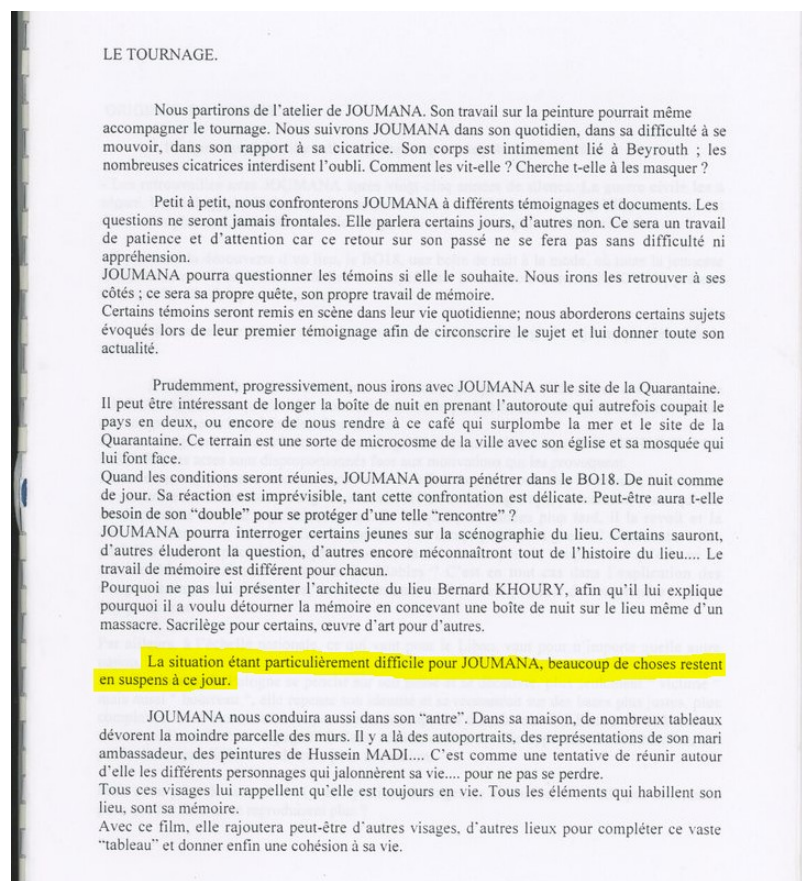 LE TOURNAGE.
Nous partirons de l'atelier de JOUMANA. Son travail sur la peinture pourrait même
accompagner le tournage. Nous suivrons JOUMANA dans son quotidien, dans sa difficulté à se
mouvoir, dans son rapport à sa cicatrice. Son corps est intimement lié à Beyrouth ; les
nombreuses cicatrices interdisent l'oubli. Comment les vit-elle ? Cherche t-elle à les masquer ?
Petit à petit, nous confronterons JOUMANA à différents témoignages et documents. Les
questions ne seront jamais frontales. Elle parlera certains jours, d'autres non. Ce sera un travail
de patience et d'attention car ce retour sur son passé ne se fera pas sans difficulté ni
appréhension.
JOUMANA pourra questionner les témoins si elle le souhaite. Nous irons les retrouver à ses
côtés ; ce sera sa propre quête, son propre travail de mémoire.
Certains témoins seront remis en scène dans leur vie quotidienne; nous aborderons certains sujets
évoqués lors de leur premier témoignage afin de circonscrire le sujet et lui donner toute son
actualité.
Prudemment, progressivement, nous irons avec JOUMANA sur le site de la Quarantaine.
Il peut être intéressant de longer la boîte de nuit en prenant l'autoroute qui autrefois coupait le
pays en deux, ou encore de nous rendre à ce café qui surplombe la mer et le site de la
Quarantaine. Ce terrain est une sorte de microcosme de la ville avec son église et sa mosquée qui
lui font face.
Quand les conditions seront réunies, JOUMANA pourra pénétrer dans le BO18. De nuit comme
de jour. Sa réaction est imprévisible, tant cette confrontation est délicate. Peut-être aura t-elle
besoin de son "double" pour se protéger d'une telle "rencontre" ?
JOUMANA pourra interroger certains jeunes sur la scénographie du lieu. Certains sauront,
d'autres éluderont la question, d'autres encore méconnaîtront tout de l'histoire du lieu.... Le
travail de mémoire est différent pour chacun.
Pourquoi ne pas lui présenter l'architecte du lieu Bernard KHOURY, afin qu'il lui explique
pourquoi il a voulu détourner la mémoire en concevant une boîte de nuit sur le lieu même d'un
massacre. Sacrilège pour certains, œuvre d'art pour d'autres.
La situation étant particulièrement difficile pour JOUMANA, beaucoup de choses restent
en suspens à ce jour.
JOUMANA nous conduira aussi dans son "antre". Dans sa maison, de nombreux tableaux
dévorent la moindre parcelle des murs. Il y a là des autoportraits, des représentations de son mari
ambassadeur, des peintures de Hussein MADI.... C'est comme une tentative de réunir autour
d'elle les différents personnages qui jalonnèrent sa vie.... pour ne pas se perdre.
Tous ces visages lui rappellent qu'elle est toujours en vie. Tous les éléments qui habillent son
lieu, sont sa mémoire.
Avec ce film, elle rajoutera peut-être d'autres visages, d'autres lieux pour compléter ce vaste
"tableau" et donner enfin une cohésion à sa vie.